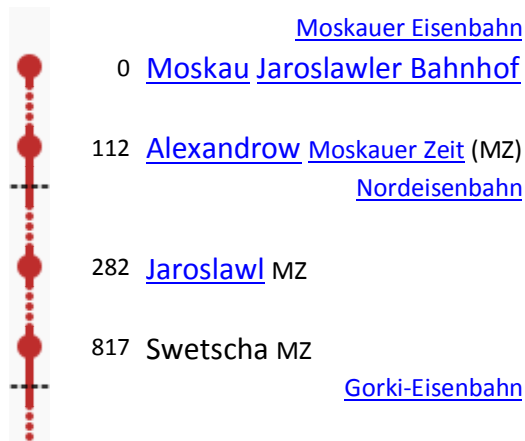 Moskauer Eisenbahn
0 Moskau Jaroslawler Bahnhof
112 Alexandrow Moskauer Zeit (MZ)
Nordeisenbahn
282 Jaroslawl MZ
817 Swetscha MZ
Gorki-Eisenbahn